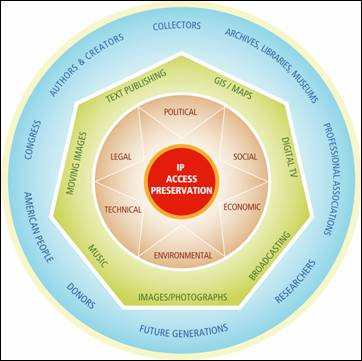 COLLECTORS
ARCHIVES, LIBRARIES, MUSEUMS
PROFESSIONAL ASSOCIATIONS
RESEARCHERS
FUTURE GENERATIONS
DONORS
AMERICAN PEOPLE
CONGRESS
AUTHORS & CREATORS
TEXT PUBLISHING
GIS / MAPS
DIGITAL TV
BROADCASTING
IMAGES/PHOTOGRAPHS
MUSIC
MOVING IMAGES
POLITICAL
SOCIAL
ECONOMIC
ENVIRONMENTAL
TECHNICAL
LEGAL
IP
ACCESS
PRESERVATION